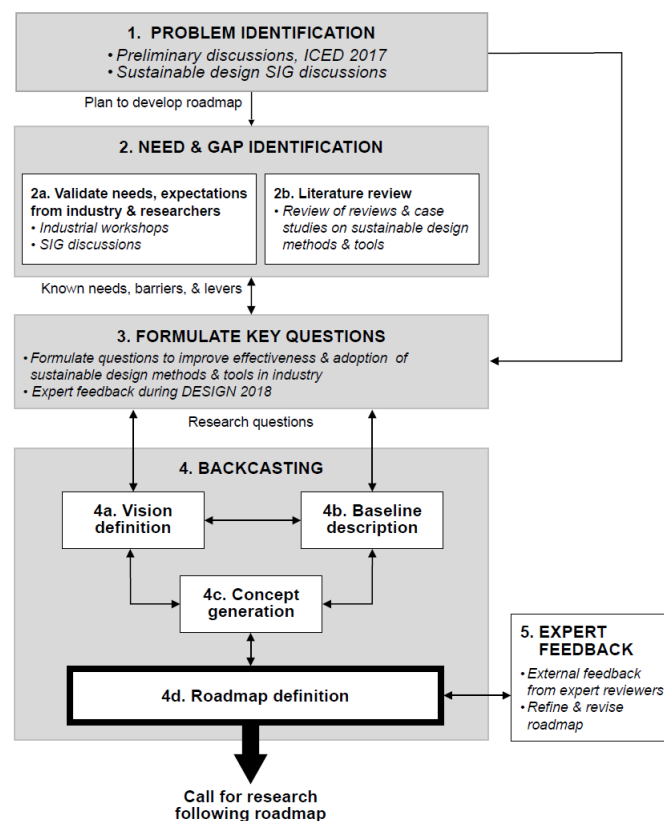 1. PROBLEM IDENTIFICATION
• Preliminary discussions, ICED 2017
• Sustainable design SIG discussions
Plan to develop roadmap
2. NEED & GAP IDENTIFICATION
2a. Validate needs, expectations
from industry & researchers
• Industrial workshops
• SIG discussions
2b. Literature review
• Review of reviews & case
studies on sustainable design
methods & tools
Known needs, barriers, & levers
3. FORMULATE KEY QUESTIONS
• Formulate questions to improve effectiveness & adoption of
sustainable design methods & tools in industry
• Expert feedback during DESIGN 2018
Research questions
4. BACKCASTING
4a. Vision
definition
4b. Baseline
description
4c. Concept
generation
4d. Roadmap definition
5. EXPERT
FEEDBACK
• External feedback
from expert reviewers
• Refine & revise
roadmap
Call for research
following roadmap